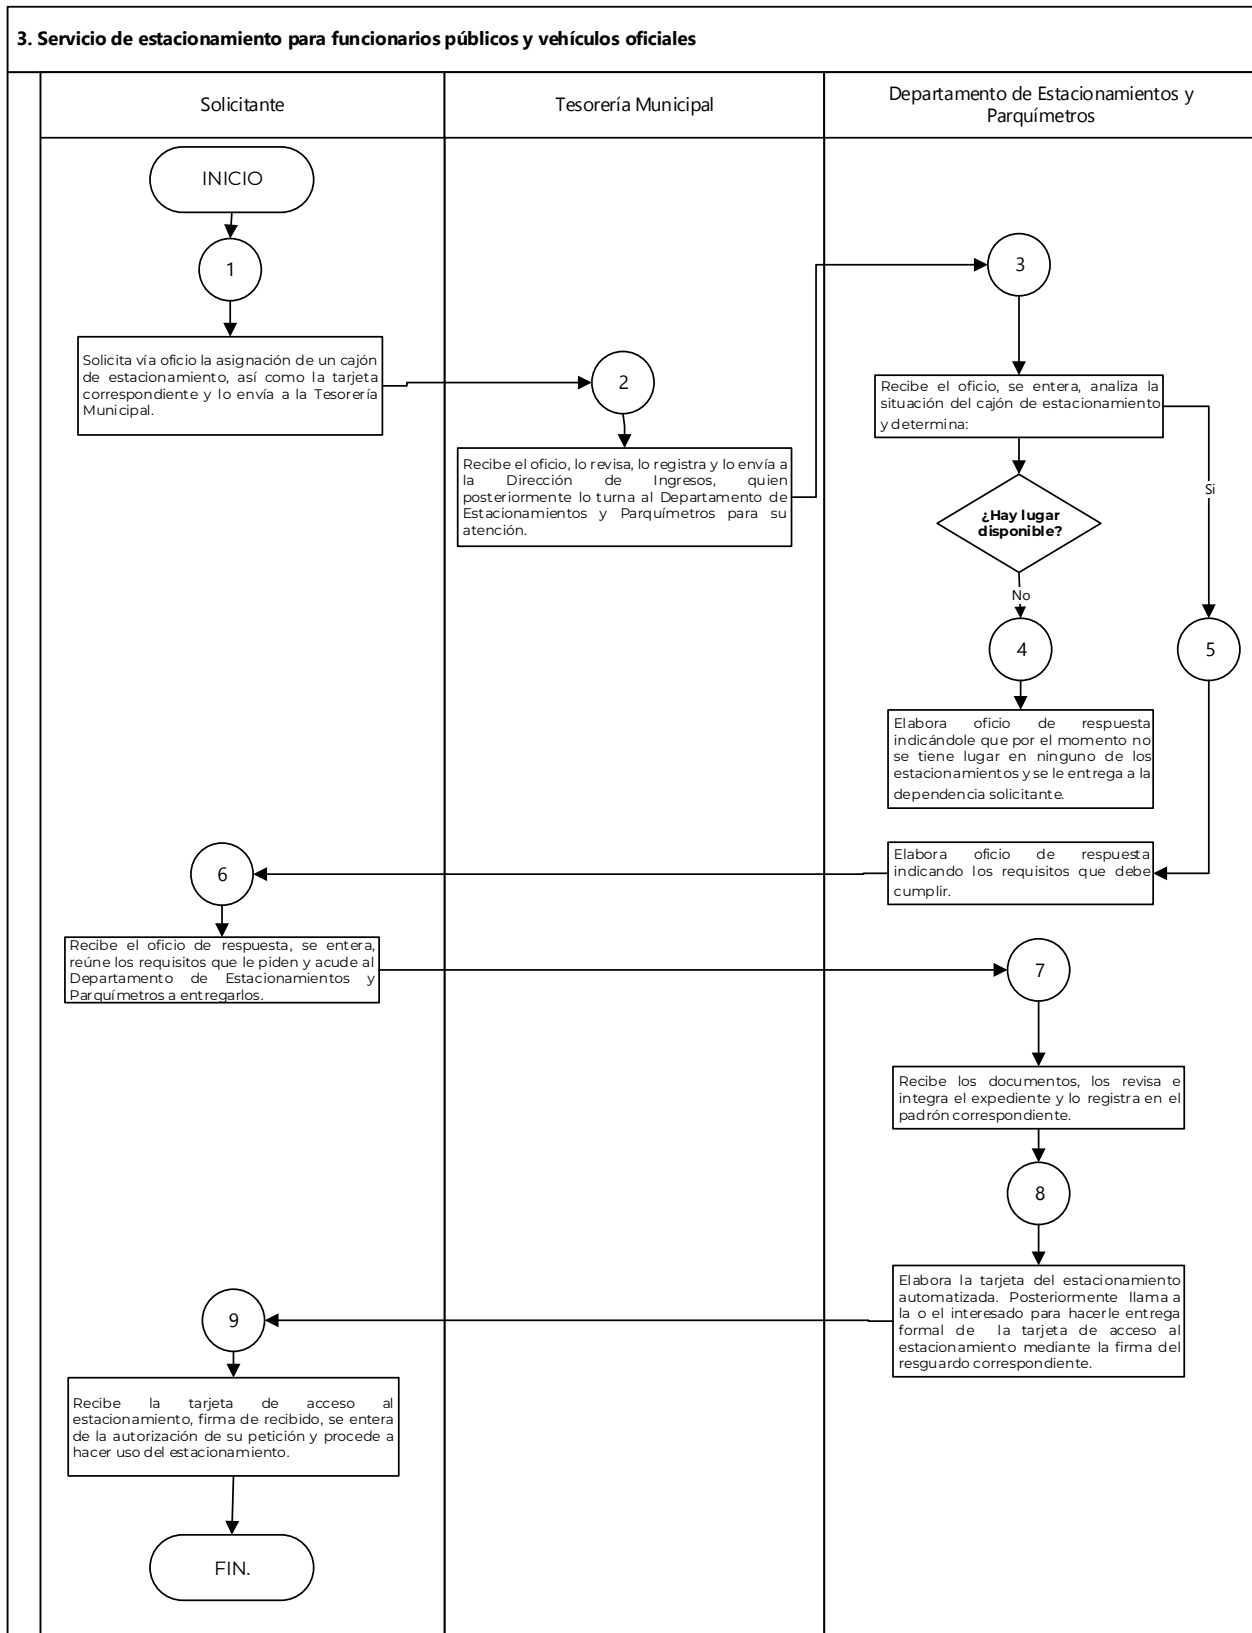 3. Servicio de estacionamiento para funcionarios públicos y vehículos oficiales
Solicitante
Tesorería Municipal
Departamento de Estacionamientos y
Parquímetros
INICIO
1
Solicita vía oficio la asignación de un cajón
de estacionamiento, así como la tarjeta
correspondiente y lo envía a la Tesorería
Municipal.
2
Recibe el oficio, lo revisa, lo registra y lo envía a
la Dirección de Ingresos, quien
posteriormente lo turna al Departamento de
Estacionamientos y Parquímetros para su
atención.
3
Recibe el oficio, se entera, analiza la
situación del cajón de estacionamiento
y determina:
¿Hay lugar
disponible?
Si
No
4
5
Elabora oficio de respuesta
indicándole que por el momento no
se tiene lugar en ninguno de los
estacionamientos y se le entrega a la
dependencia solicitante.
Elabora oficio de respuesta
indicando los requisitos que debe
cumplir.
6
Recibe el oficio de respuesta, se entera,
reúne los requisitos que le piden y acude al
Departamento de Estacionamientos y
Parquímetros a entregarlos.
7
Recibe los documentos, los revisa e
integra el expediente y lo registra en el
padrón correspondiente.
8
Elabora la tarjeta del estacionamiento
automatizada. Posteriormente llama a
la o el interesado para hacerle entrega
formal de la tarjeta de acceso al
estacionamiento mediante la firma del
resguardo correspondiente.
9
Recibe la tarjeta de acceso al
estacionamiento, firma de recibido, se entera
de la autorización de su petición y procede a
hacer uso del estacionamiento.
FIN.